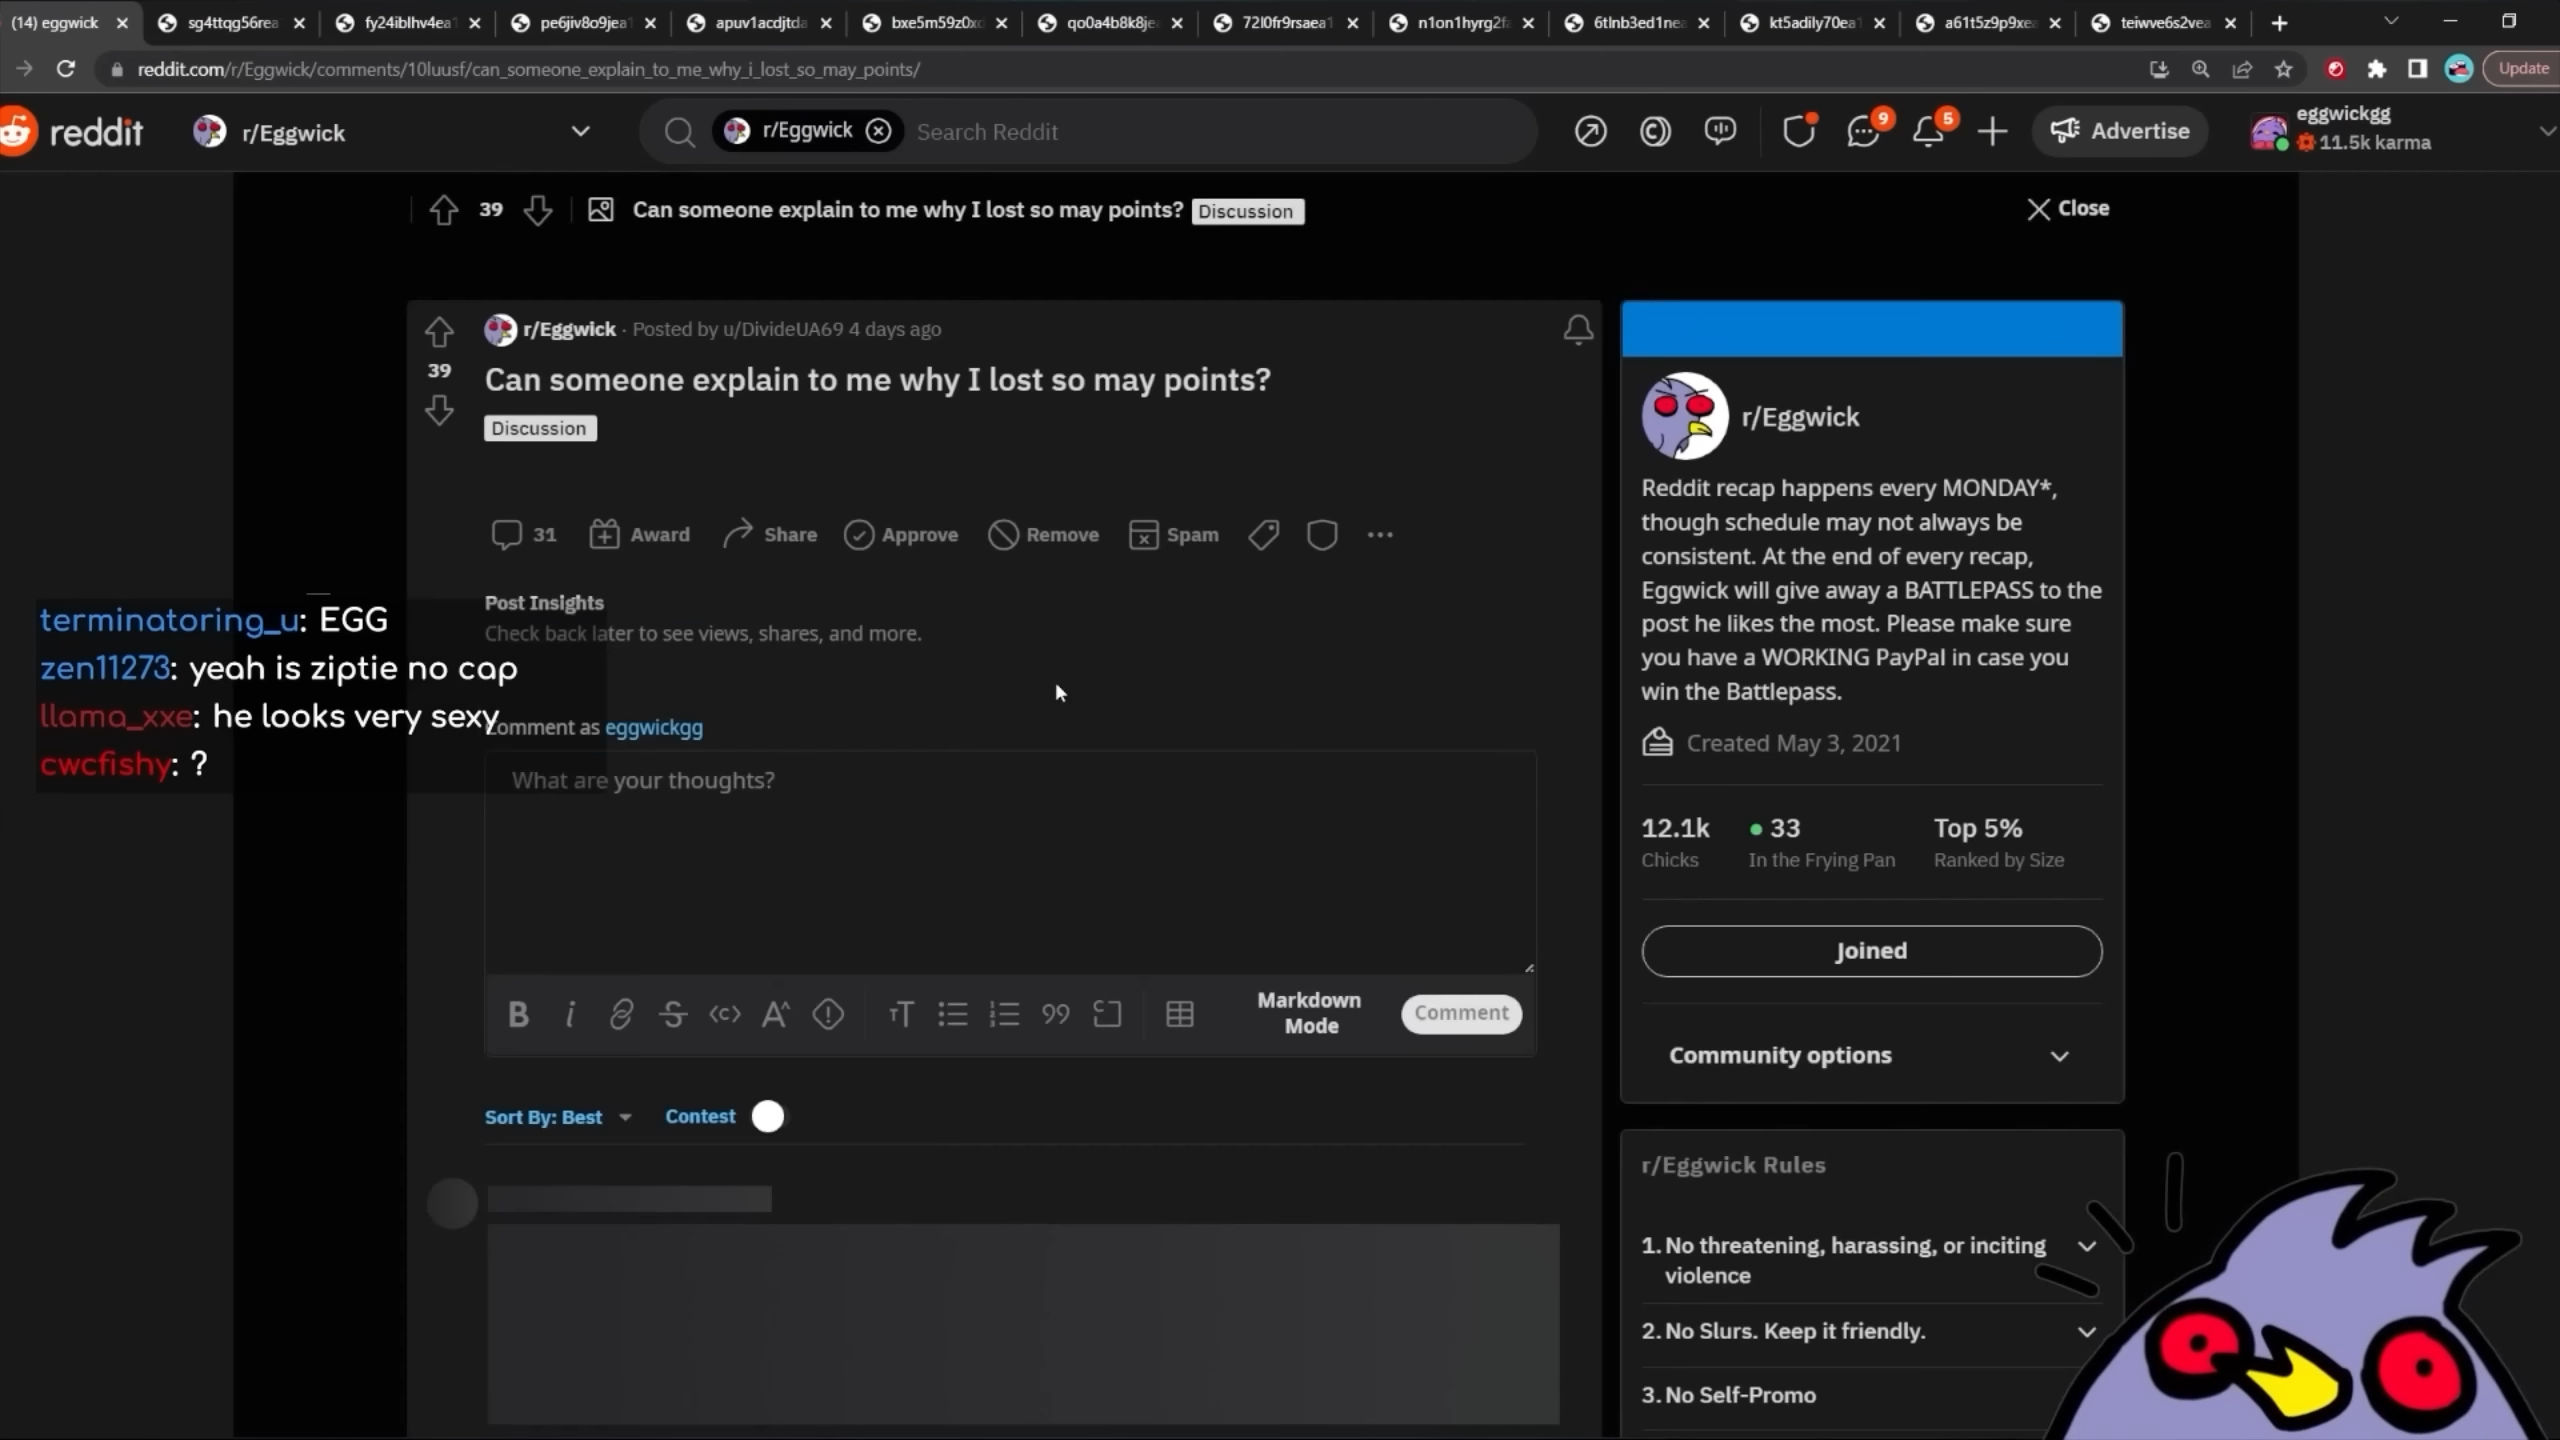 (14) eggwick
sg4ttqg56rea
fy24iblhv4ea1
pe6jiv8o9jea1
apuv1acdjtda
bxe5m59z0x
qo0a4b8k8je
72l0fr9rsaea1
n1on1hyrg2f
6tlnb3ed1nea
kt5adily70ea1
a61t5z9p9xe
teiwve6s2vea
reddit.com/r/Eggwick/comments/10luusf/can_someone_explain_to_me_why_i_lost_so_may_points/
Update
reddit
r/Eggwick
r/Eggwick
Search Reddit
9
5
Advertise
eggwickgg
11.5k karma
39
Can someone explain to me why I lost so may points?
Discussion
Close
r/Eggwick · Posted by u/DivideUA69 4 days ago
39
Can someone explain to me why I lost so may points?
Discussion
31
Award
Share
Approve
Remove
Spam
Post Insights
Check back later to see views, shares, and more.
terminatoring_u: EGG
zen11273: yeah is ziptie no cap
llama_xxe: he looks very sexy
cwcfishy: ?
Comment as eggwickgg
What are your thoughts?
Markdown
Mode
Comment
Sort By: Best
Contest
r/Eggwick
Reddit recap happens every MONDAY*,
though schedule may not always be
consistent. At the end of every recap,
Eggwick will give away a BATTLEPASS to the
post he likes the most. Please make sure
you have a WORKING PayPal in case you
win the Battlepass.
Created May 3, 2021
12.1k
33
Top 5%
Chicks
In the Frying Pan
Ranked by Size
Joined
Community options
r/Eggwick Rules
1. No threatening, harassing, or inciting
violence
2. No Slurs. Keep it friendly.
3. No Self-Promo